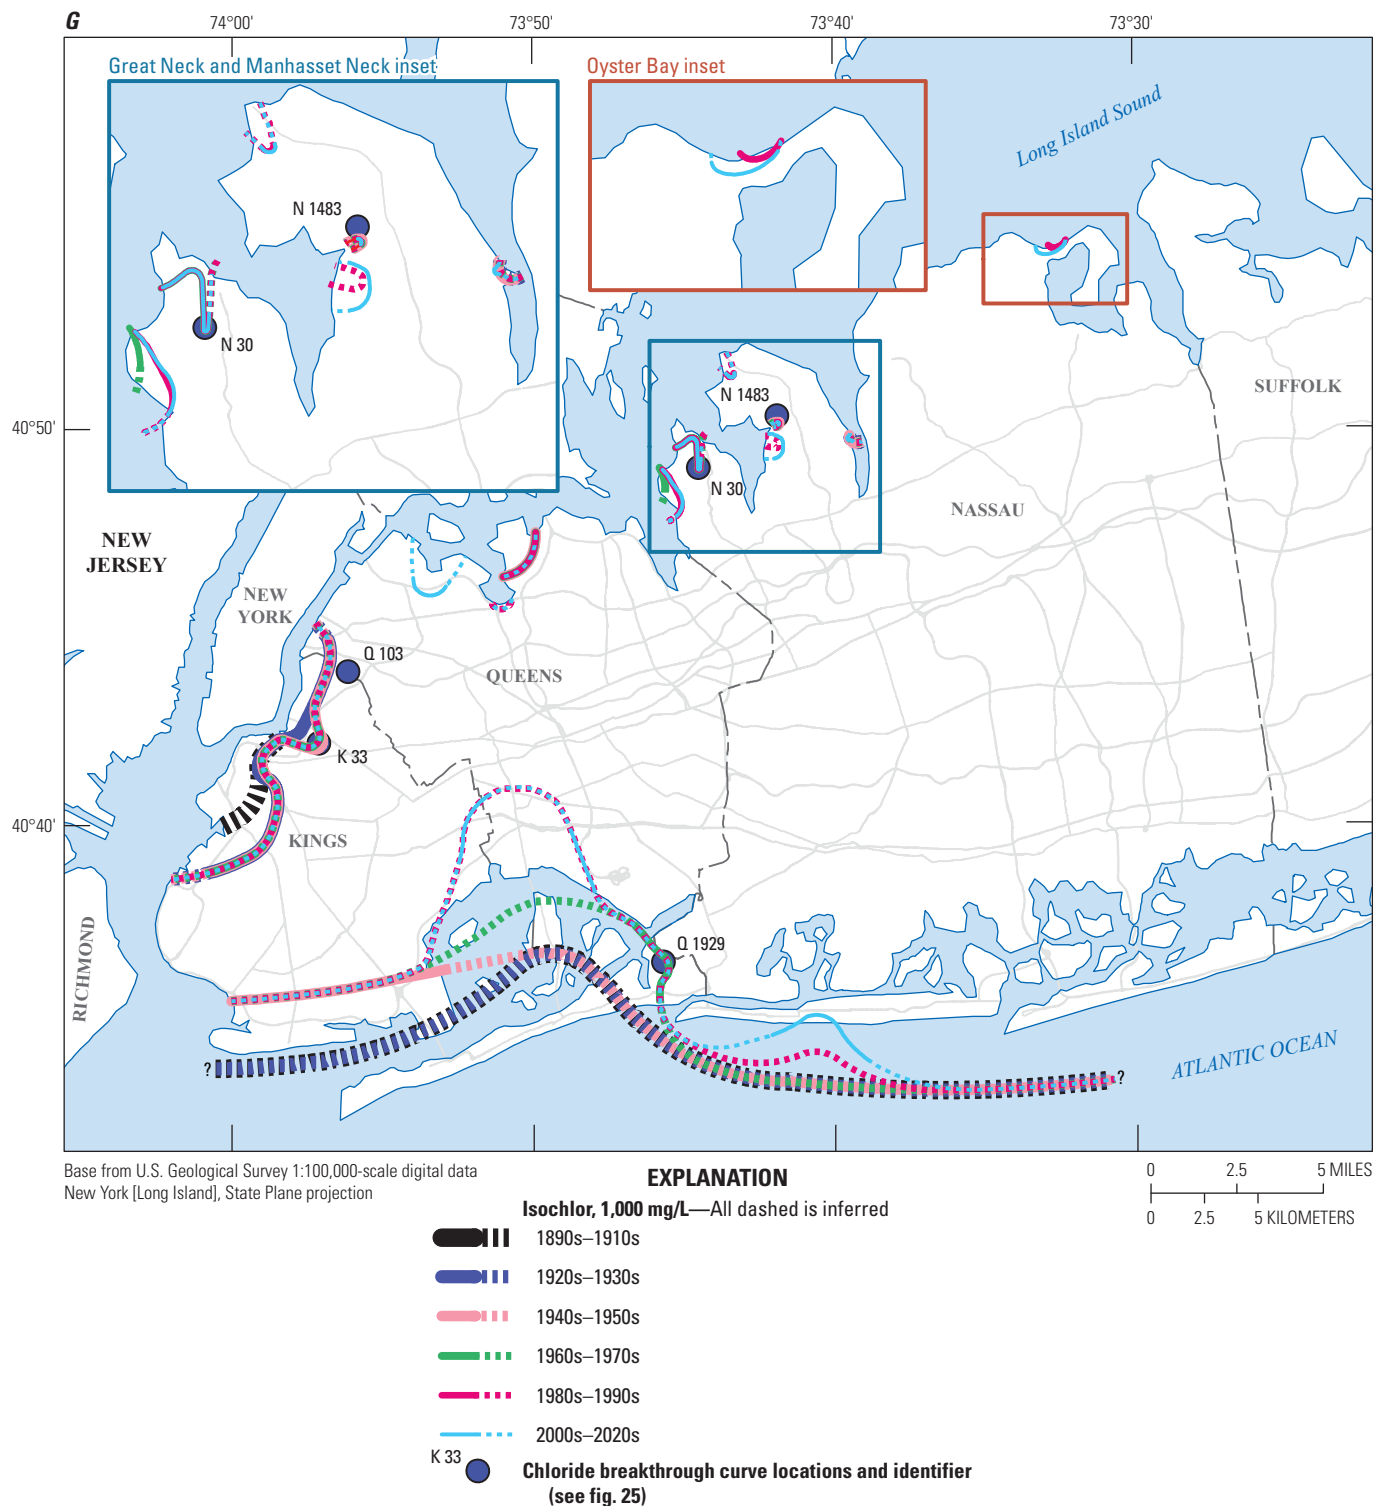 G
74°00'
73°50'
73°40'
73°30'
Great Neck and Manhasset Neck inset
Oyster Bay inset
Long Island Sound
N 1483
N 30
SUFFOLK
N 1483
40°50'
N 30
NASSAU
NEW
JERSEY
NEW
YORK
Q 103
QUEENS
K 33
40°40'
KINGS
RICHMOND
Q 1929
?
?
ATLANTIC OCEAN
Base from U.S. Geological Survey 1:100,000-scale digital data
New York [Long Island], State Plane projection
0 2.5 5 MILES
0 2.5 5 KILOMETERS
EXPLANATION
Isochlor, 1,000 mg/L—All dashed is inferred
1890s–1910s
1920s–1930s
1940s–1950s
1960s–1970s
1980s–1990s
2000s–2020s
K 33
Chloride breakthrough curve locations and identifier
(see fig. 25)